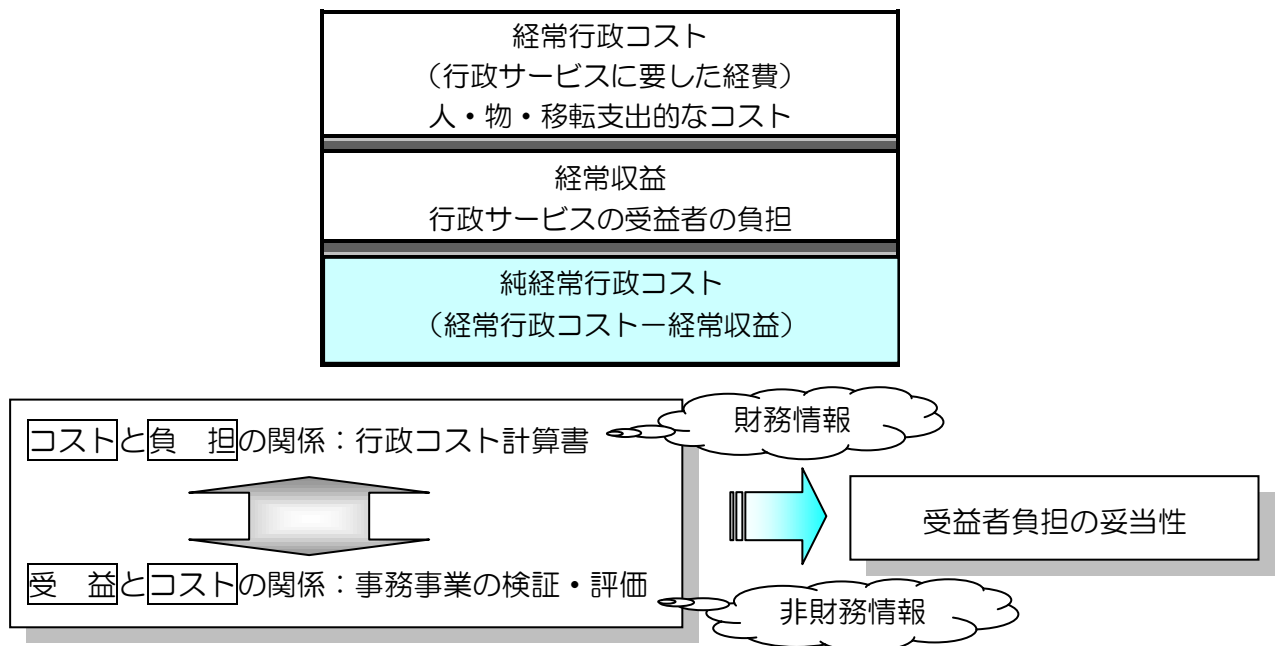 経常行政コスト
（行政サービスに要した経費）
人・物・移転支出的なコスト
経常収益
行政サービスの受益者の負担
純経常行政コスト
（経常行政コストー経常収益）
コストと負　担の関係：行政コスト計算書
財務情報
受益者負担の妥当性
受　益とコストの関係：事務事業の検証・評価
非財務情報